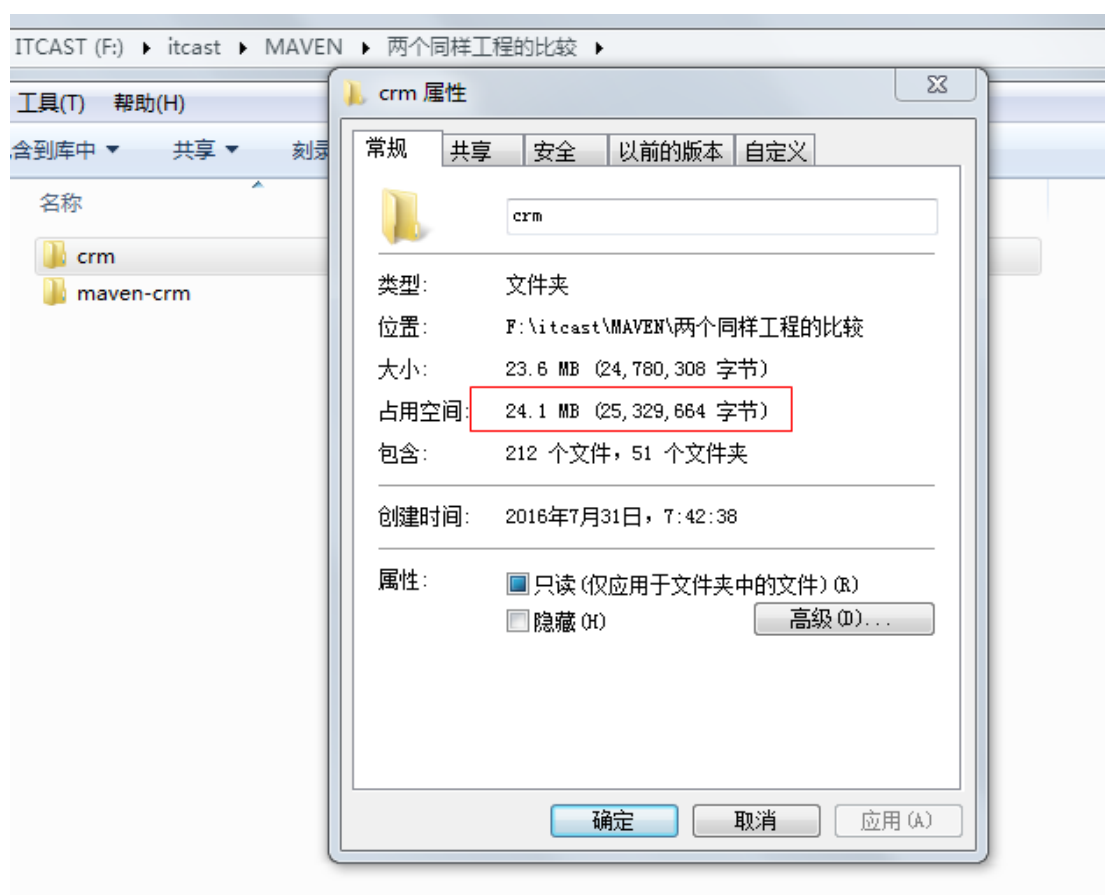 ITCAST (F:) ▸ itcast ▸ MAVEN ▸ 两个同样工程的比较 ▸
crm 属性
工具(T) 帮助(H)
含到库中 共享
常规 共享 安全 以前的版本 自定义
名称
crm
crm
maven-crm
类型: 文件夹
位置: F:\itcast\MAVEN\两个同样工程的比较
大小: 23.6 MB (24,780,308 字节)
占用空间: 24.1 MB (25,329,664 字节)
包含: 212 个文件，51 个文件夹
创建时间: 2016年7月31日，7:42:38
属性: 只读(仅应用于文件夹中的文件)(R)
隐藏(H) 高级(D)...
确定 取消 应用(A)